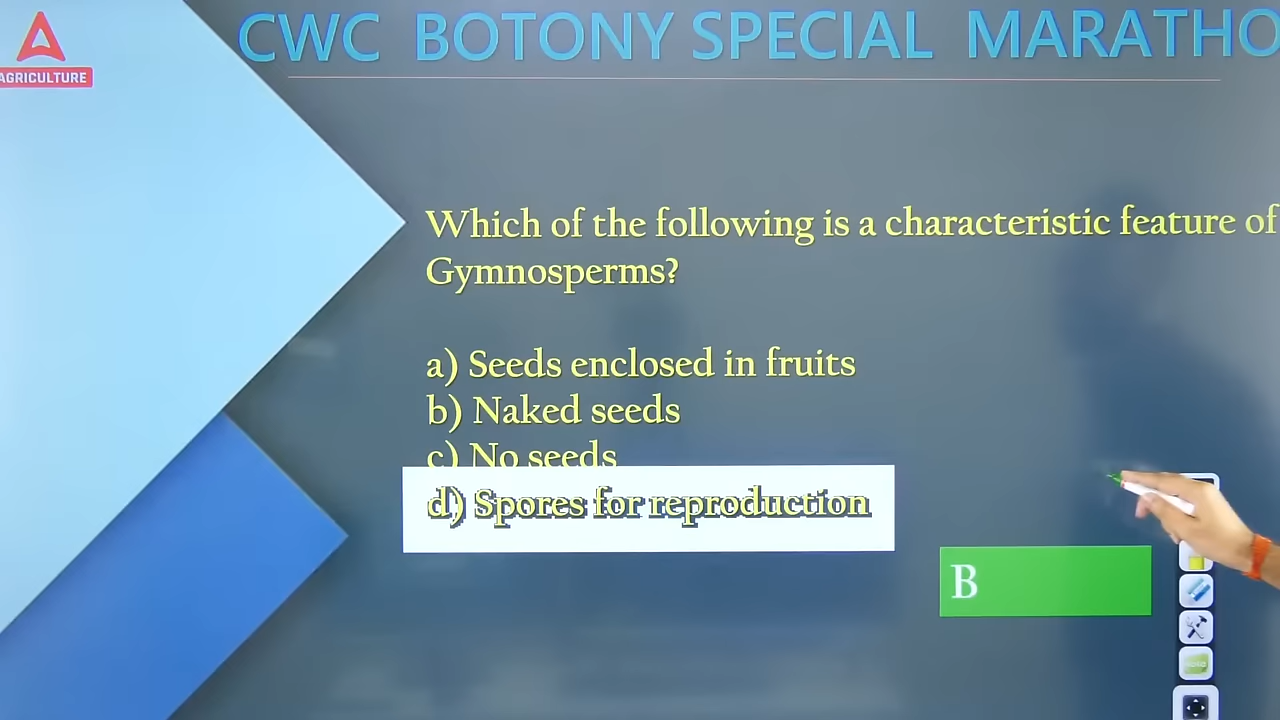 CWC BOTONY SPECIAL MARATHO
AGRICULTURE
Which of the following is a characteristic feature of
Gymnosperms?
a) Seeds enclosed in fruits
b) Naked seeds
c) No seeds
d) Spores for reproduction
B